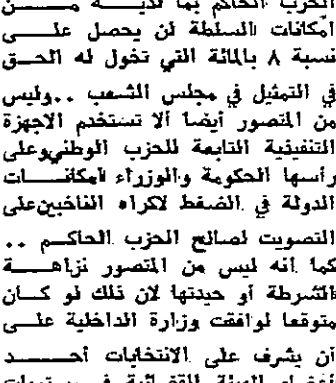 الحزب الحاكم بما لديه من
امكانات السلطة لن يحصل على
نسبة ٨ بالمائة التي تخول له الحق
في التمثيل في مجلس الشعب .. وليس
من المتصور أيضا ألا تستخدم الاجهزة
التنفيذية التابعة للحزب الوطني وعلى
رأسها الحكومة والوزراء امكانات
الدولة في الضغط لاكراه الناخبين على
التصويت لصالح الحزب الحاكم ..
كما انه ليس من المتصور نزاهة
الشرطة أو حيدتها لان ذلك لو كان
متوقعا لوافقت وزارة الداخلية على
أن يشرف على الانتخابات أحد